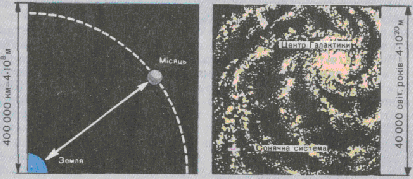 400 000 км=4·10⁸м
Місяць
Земля
Центр Галактики
Сонячна система
40 000 світ. років=4·10²⁰м